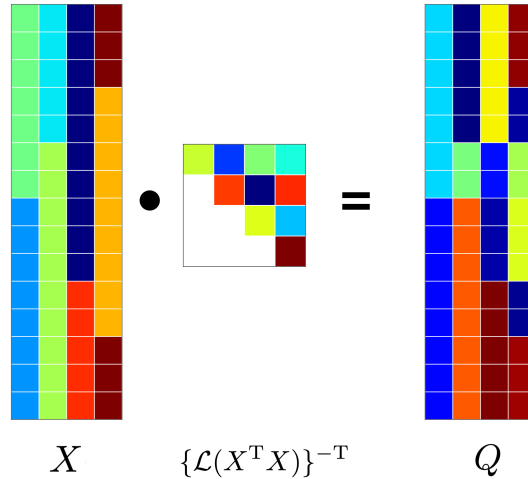 • =
X {ℒ(XᵀX)}⁻ᵀ Q